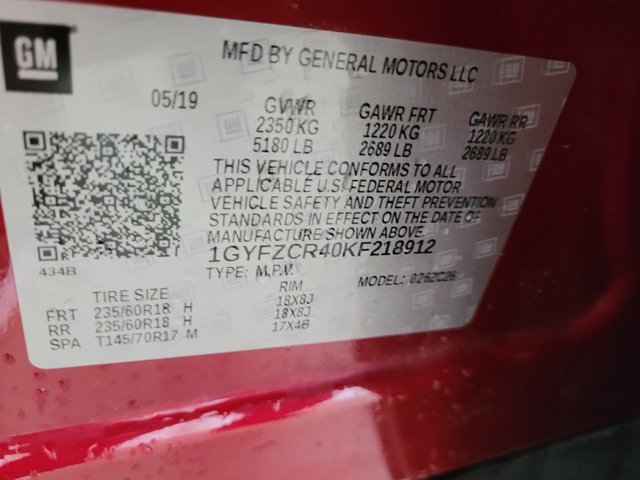 GM
MFD BY GENERAL MOTORS LLC
05/19 GVWR GAWR FRT GAWR RR
2350 KG 1220 KG 1220 KG
5180 LB 2689 LB 2689 LB
THIS VEHICLE CONFORMS TO ALL
APPLICABLE U.S. FEDERAL MOTOR
VEHICLE SAFETY AND THEFT PREVENTION
STANDARDS IN EFFECT ON THE DATE OF
MANUFACTURE SHOWN ABOVE.
1GYFZCR40KF218912
434B TYPE: M.P.V. MODEL: 026ZC26
TIRE SIZE RIM
FRT 235/60R18 H 18X8J
RR 235/60R18 H 18X8J
SPA T145/70R17 M 17X4B